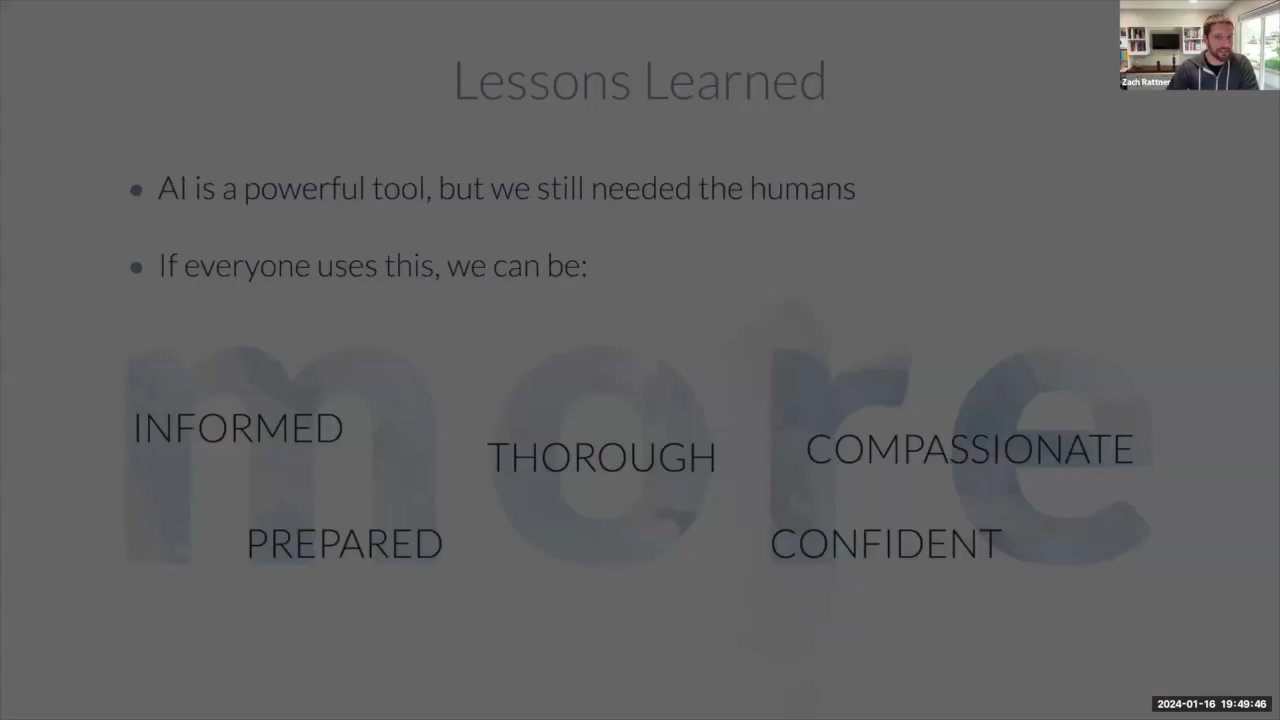 Lessons Learned
Zach Rattner
• AI is a powerful tool, but we still needed the humans
• If everyone uses this, we can be:
more
INFORMED
THOROUGH
COMPASSIONATE
PREPARED
CONFIDENT
2024-01-16 19:49:46